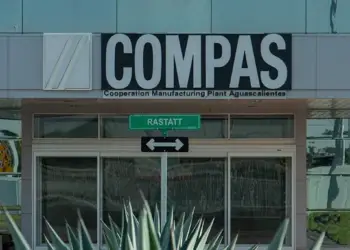 COMPAS
Cooperation Manufacturing Plant Aguascalientes
RASTATT